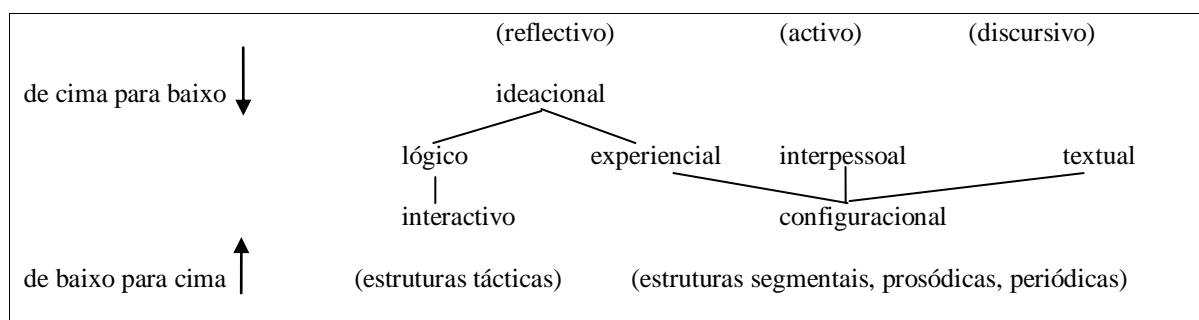 (reflectivo) (activo) (discursivo)
de cima para baixo ideacional
lógico experiencial interpessoal textual
interactivo configuracional
de baixo para cima (estruturas tácticas) (estruturas segmentais, prosódicas, periódicas)